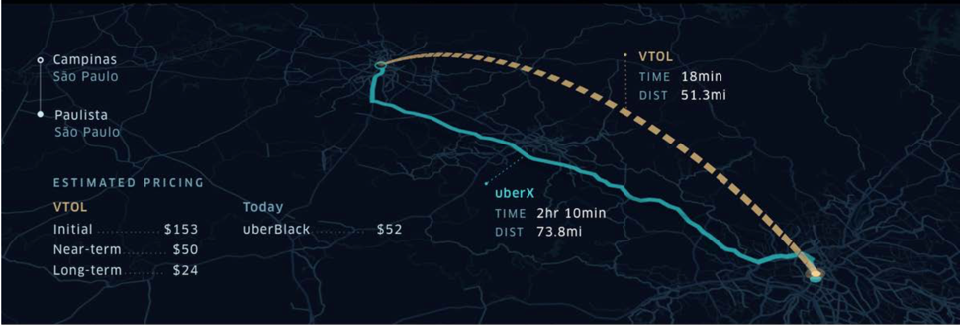 Campinas
São Paulo
Paulista
São Paulo
VTOL
TIME 18min
DIST 51.3mi
uberX
TIME 2hr 10min
DIST 73.8mi
ESTIMATED PRICING
VTOL
Initial $153
Near-term $50
Long-term $24
Today
uberBlack $52